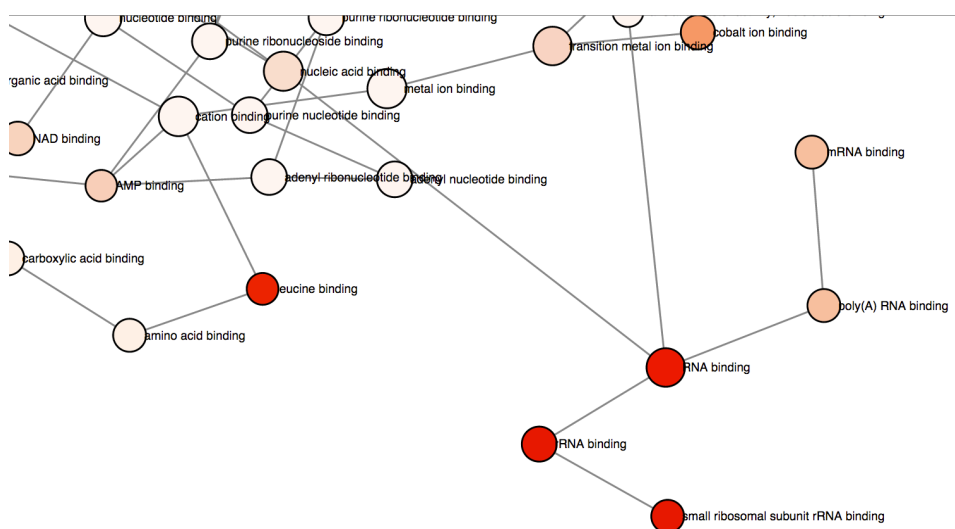 nucleotide binding
purine ribonucleotide binding
cobalt ion binding
purine ribonucleoside binding
transition metal ion binding
nucleic acid binding
rganic acid binding
metal ion binding
cation binding
purine nucleotide binding
NAD binding
mRNA binding
adenyl ribonucleotide binding
adenyl nucleotide binding
AMP binding
carboxylic acid binding
eucine binding
poly(A) RNA binding
amino acid binding
RNA binding
rRNA binding
small ribosomal subunit rRNA binding